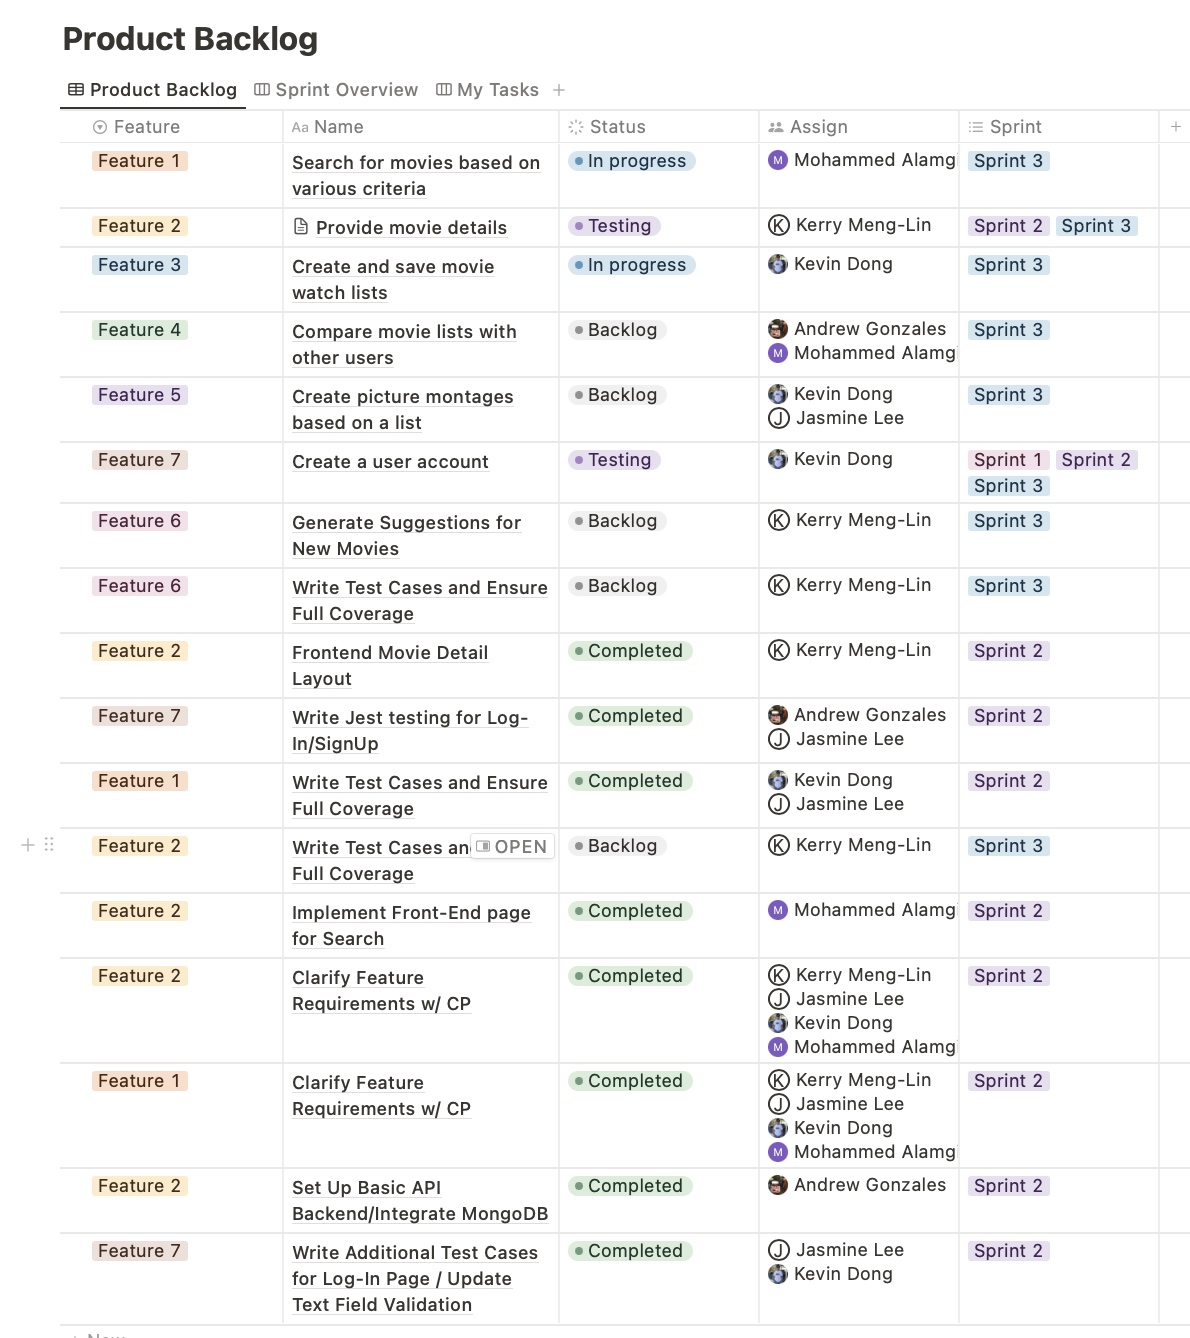 Product Backlog
Product Backlog Sprint Overview My Tasks +
Feature Aa Name Status Assign Sprint +
Feature 1 Search for movies based on various criteria In progress M Mohammed Alamgi Sprint 3
Feature 2 Provide movie details Testing K Kerry Meng-Lin Sprint 2 Sprint 3
Feature 3 Create and save movie watch lists In progress Kevin Dong Sprint 3
Feature 4 Compare movie lists with other users Backlog Andrew Gonzales M Mohammed Alamgi Sprint 3
Feature 5 Create picture montages based on a list Backlog Kevin Dong J Jasmine Lee Sprint 3
Feature 7 Create a user account Testing Kevin Dong Sprint 1 Sprint 2 Sprint 3
Feature 6 Generate Suggestions for New Movies Backlog K Kerry Meng-Lin Sprint 3
Feature 6 Write Test Cases and Ensure Full Coverage Backlog K Kerry Meng-Lin Sprint 3
Feature 2 Frontend Movie Detail Layout Completed K Kerry Meng-Lin Sprint 2
Feature 7 Write Jest testing for Log-In/SignUp Completed Andrew Gonzales J Jasmine Lee Sprint 2
Feature 1 Write Test Cases and Ensure Full Coverage Completed Kevin Dong J Jasmine Lee Sprint 2
+ Feature 2 Write Test Cases an OPEN Full Coverage Backlog K Kerry Meng-Lin Sprint 3
Feature 2 Implement Front-End page for Search Completed M Mohammed Alamgi Sprint 2
Feature 2 Clarify Feature Requirements w/ CP Completed K Kerry Meng-Lin J Jasmine Lee Kevin Dong M Mohammed Alamgi Sprint 2
Feature 1 Clarify Feature Requirements w/ CP Completed K Kerry Meng-Lin J Jasmine Lee Kevin Dong M Mohammed Alamgi Sprint 2
Feature 2 Set Up Basic API Backend/Integrate MongoDB Completed Andrew Gonzales Sprint 2
Feature 7 Write Additional Test Cases for Log-In Page / Update Text Field Validation Completed J Jasmine Lee Kevin Dong Sprint 2
+ New